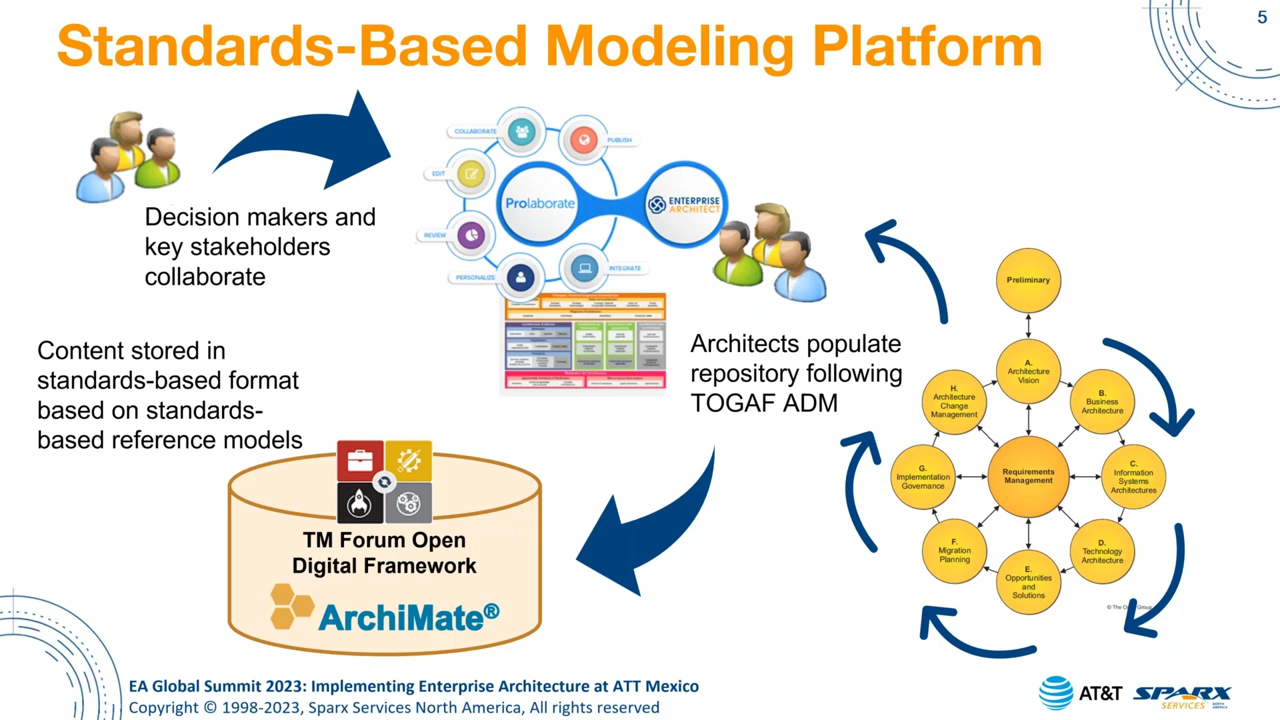 5
Standards-Based Modeling Platform
COLLABORATE
PUBLISH
EDIT
Prolaborate
ENTERPRISE
ARCHITECT
REVIEW
PERSONALIZE
INTEGRATE
Decision makers and
key stakeholders
collaborate
Content stored in
standards-based format
based on standards-
based reference models
Architects populate
repository following
TOGAF ADM
TM Forum Open
Digital Framework
ArchiMate®
Preliminary
A.
Architecture
Vision
B.
Business
Architecture
C.
Information
Systems
Architectures
D.
Technology
Architecture
E.
Opportunities
and
Solutions
F.
Migration
Planning
G.
Implementation
Governance
H.
Architecture
Change
Management
Requirements
Management
© The Group
EA Global Summit 2023: Implementing Enterprise Architecture at ATT Mexico
Copyright © 1998-2023, Sparx Services North America, All rights reserved
AT&T
SPARX
SERVICES
NORTH
AMERICA